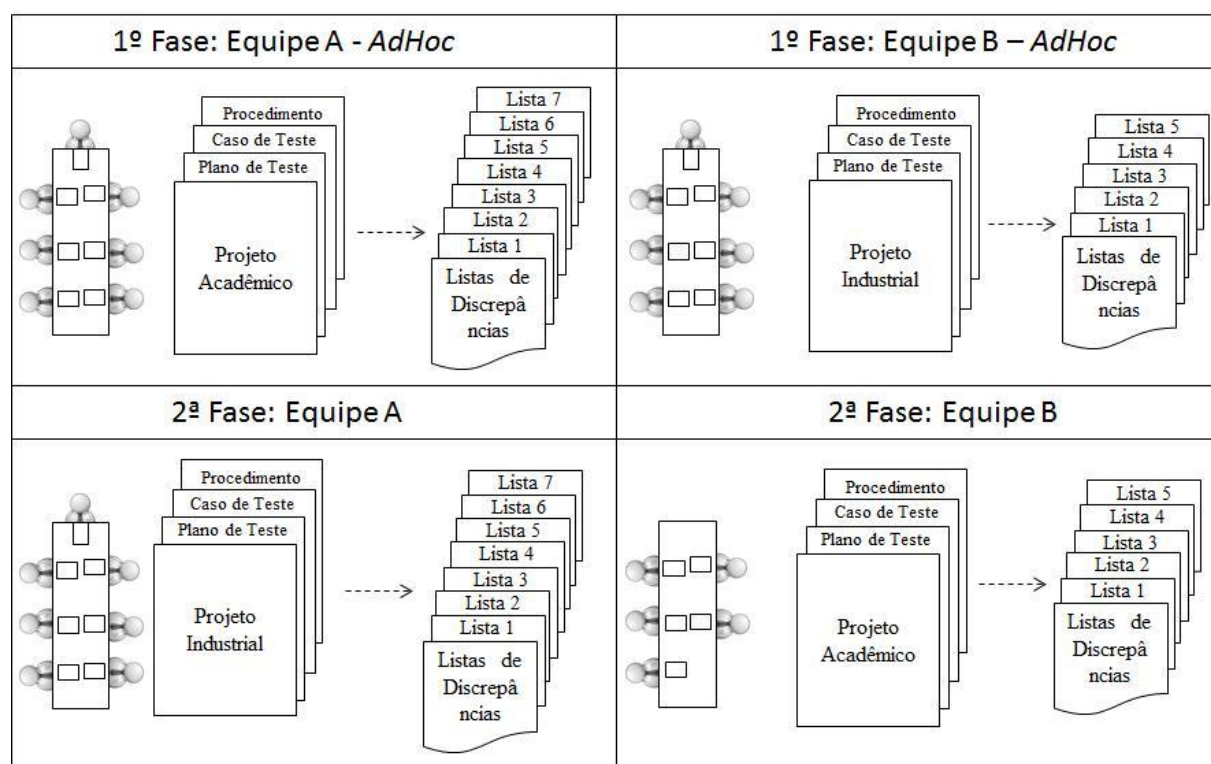 1º Fase: Equipe A - AdHoc
Procedimento
Caso de Teste
Plano de Teste
Projeto
Acadêmico
Lista 7
Lista 6
Lista 5
Lista 4
Lista 3
Lista 2
Lista 1
Listas de
Discrepâ
ncias
1º Fase: Equipe B – AdHoc
Procedimento
Caso de Teste
Plano de Teste
Projeto
Industrial
Lista 5
Lista 4
Lista 3
Lista 2
Lista 1
Listas de
Discrepâ
ncias
2ª Fase: Equipe A
Procedimento
Caso de Teste
Plano de Teste
Projeto
Industrial
Lista 7
Lista 6
Lista 5
Lista 4
Lista 3
Lista 2
Lista 1
Listas de
Discrepâ
ncias
2ª Fase: Equipe B
Procedimento
Caso de Teste
Plano de Teste
Projeto
Acadêmico
Lista 5
Lista 4
Lista 3
Lista 2
Lista 1
Listas de
Discrepâ
ncias